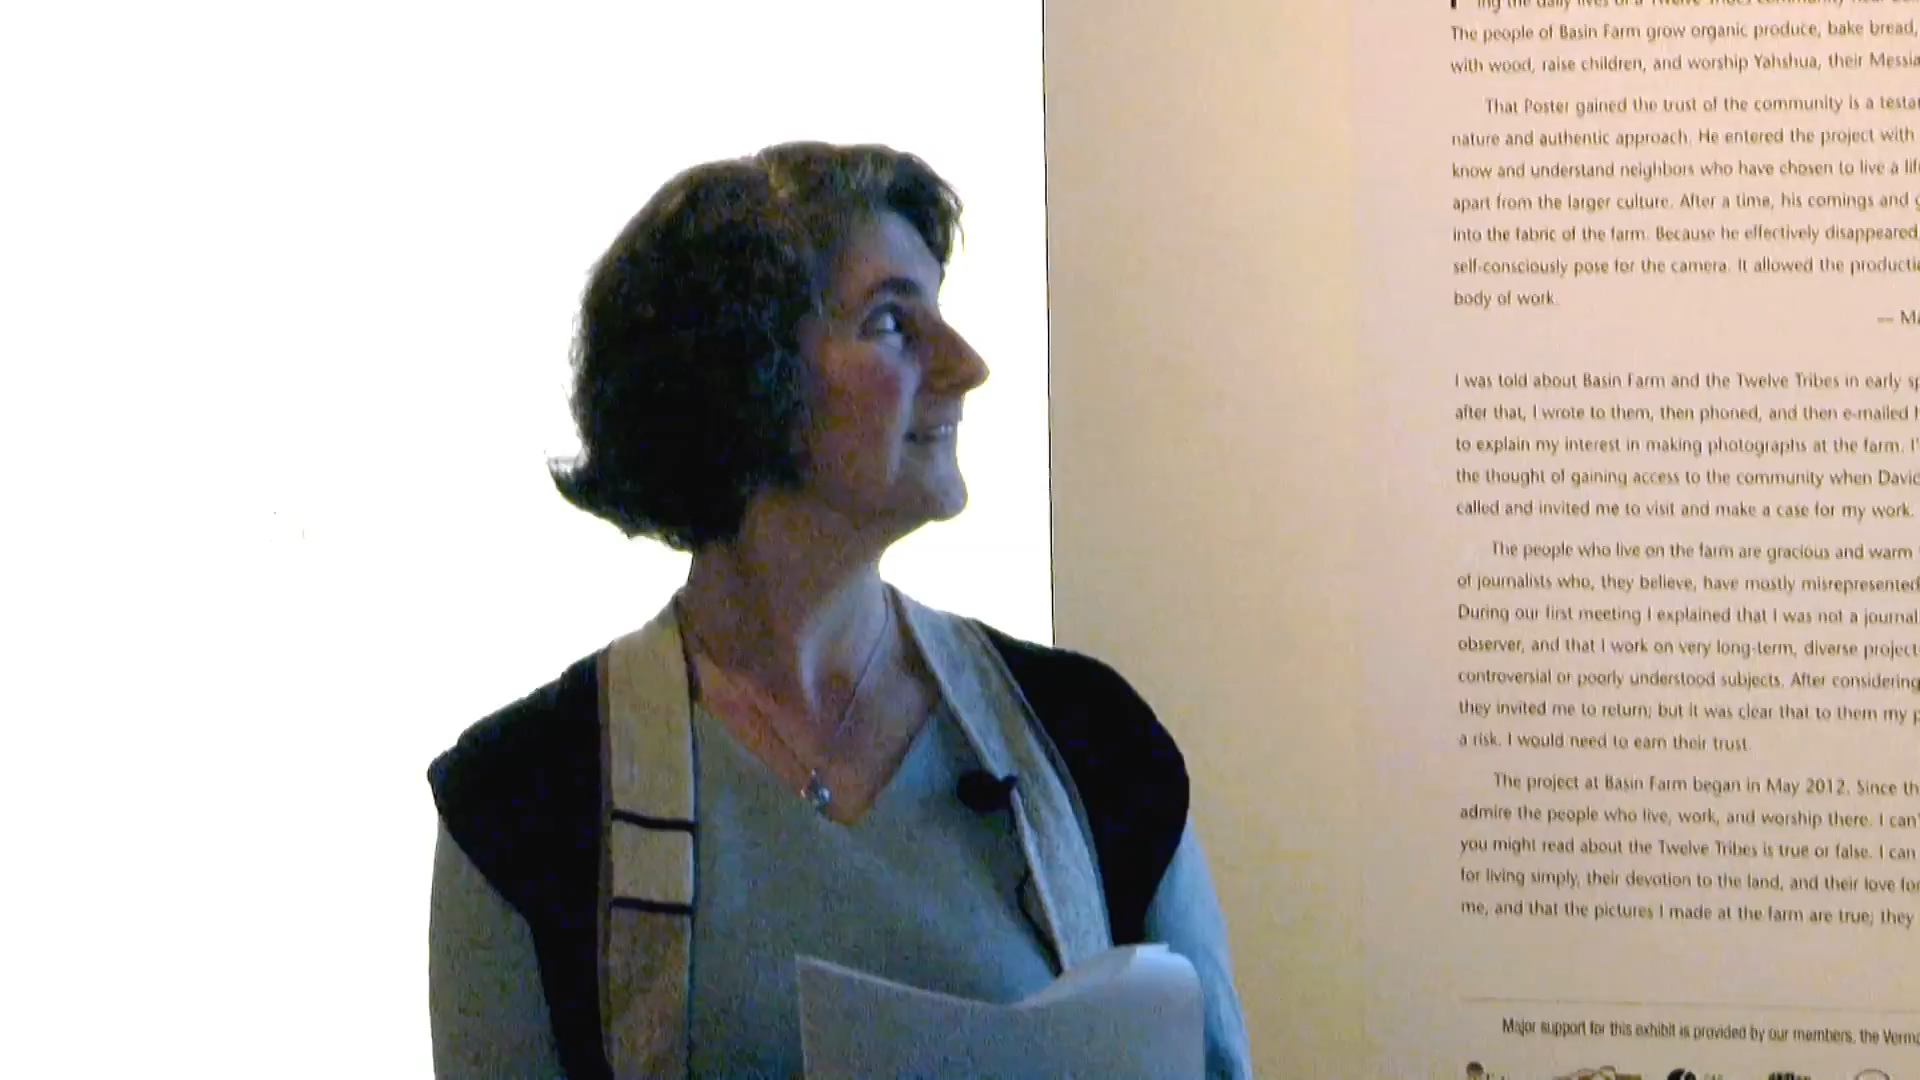 ing the daily lives of a Twelve Tribes community near
The people of Basin Farm grow organic produce, bake bread,
with wood, raise children, and worship Yahshua, their Messia
That Poster gained the trust of the community is a testa
nature and authentic approach. He entered the project with
know and understand neighbors who have chosen to live a lif
apart from the larger culture. After a time, his comings and g
into the fabric of the farm. Because he effectively disappeared,
self-consciously pose for the camera. It allowed the producti
body of work.
— Ma
I was told about Basin Farm and the Twelve Tribes in early sp
after that, I wrote to them, then phoned, and then e-mailed
to explain my interest in making photographs at the farm. I'
the thought of gaining access to the community when David
called and invited me to visit and make a case for my work.
The people who live on the farm are gracious and warm
of journalists who, they believe, have mostly misrepresented
During our first meeting I explained that I was not a journal
observer, and that I work on very long-term, diverse project
controversial or poorly understood subjects. After considering
they invited me to return; but it was clear that to them my p
a risk. I would need to earn their trust.
The project at Basin Farm began in May 2012. Since th
admire the people who live, work, and worship there. I can'
you might read about the Twelve Tribes is true or false. I can
for living simply, their devotion to the land, and their love fo
me, and that the pictures I made at the farm are true; they
Major support for this exhibit is provided by our members, the Vermo